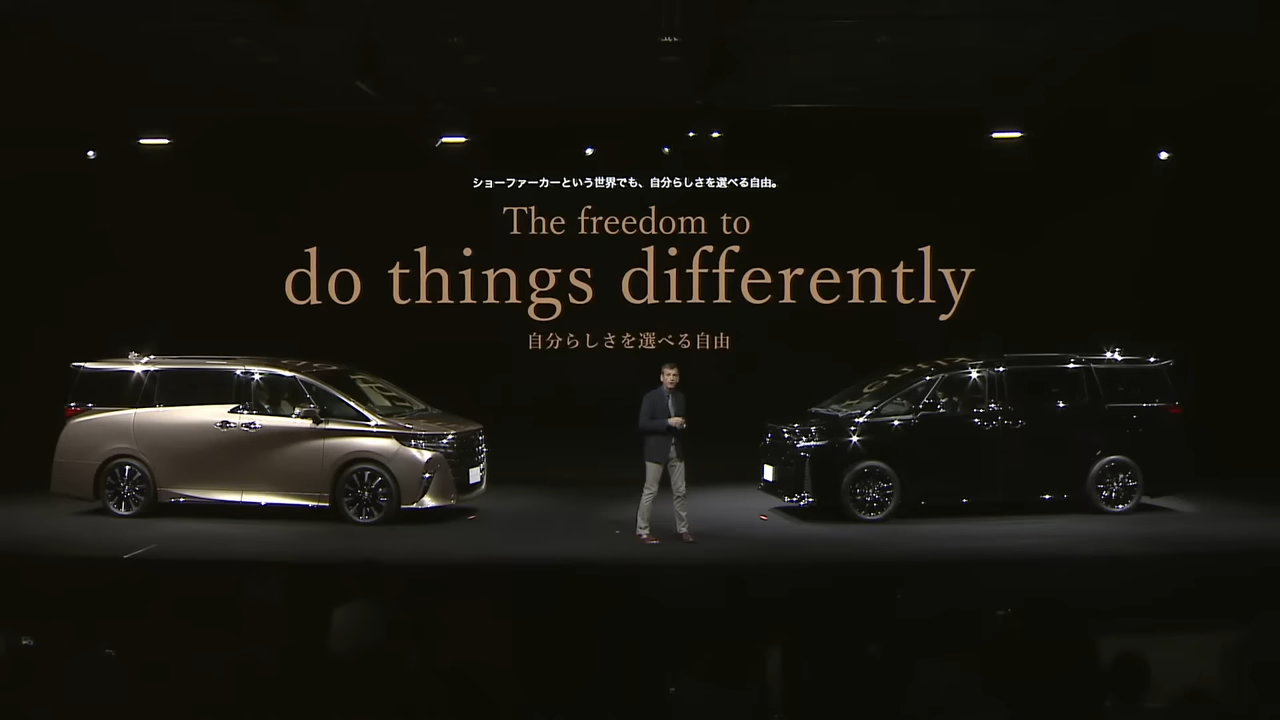 ショーファーカーという世界でも、自分らしさを選べる自由。
The freedom to
do things differently
自分らしさを選べる自由